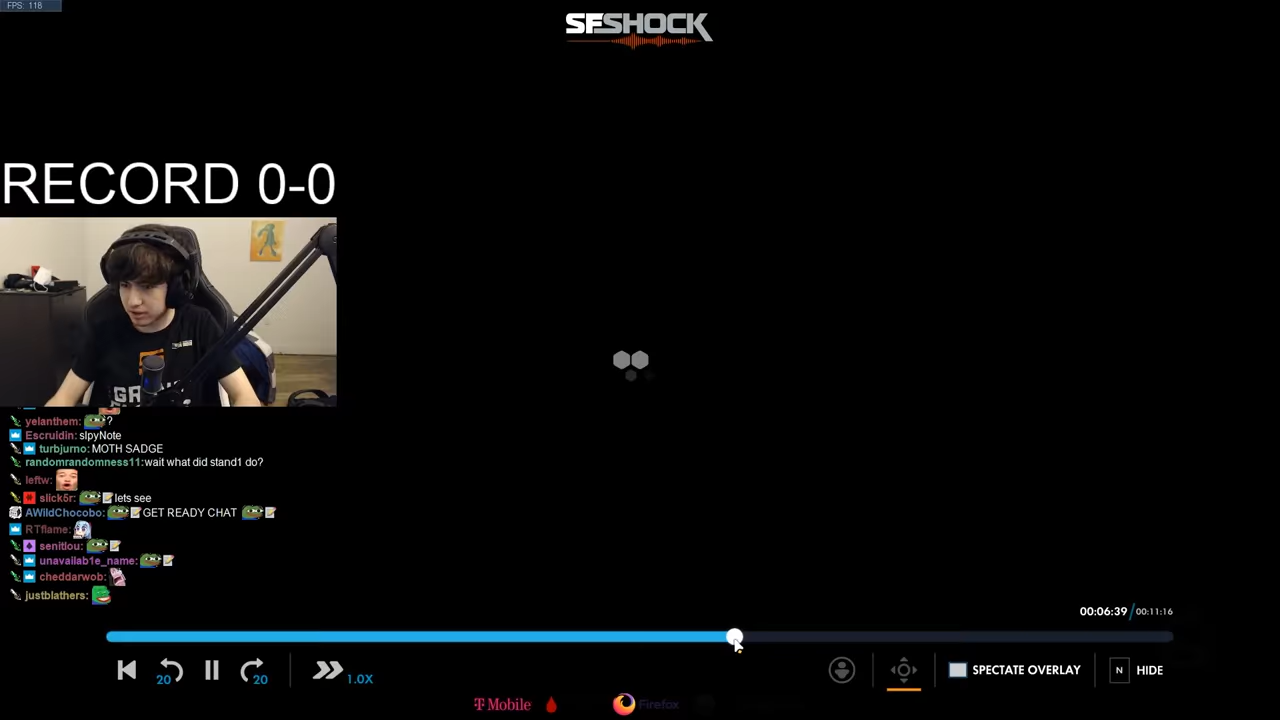 FPS: 118
SFSHOCK
RECORD 0-0
yelanthem: ?
Escruidin: slpyNote
turbjurno: MOTH SADGE
randomrandomness11: wait what did stand1 do?
leftw:
slick5r: lets see
AWildChocobo: GET READY CHAT
RTflame:
senitlou:
unavailab1e_name:
cheddarwob:
justblathers:
00:06:39/00:11:16
20 20 1.0X
SPECTATE OVERLAY N HIDE
T Mobile Firefox